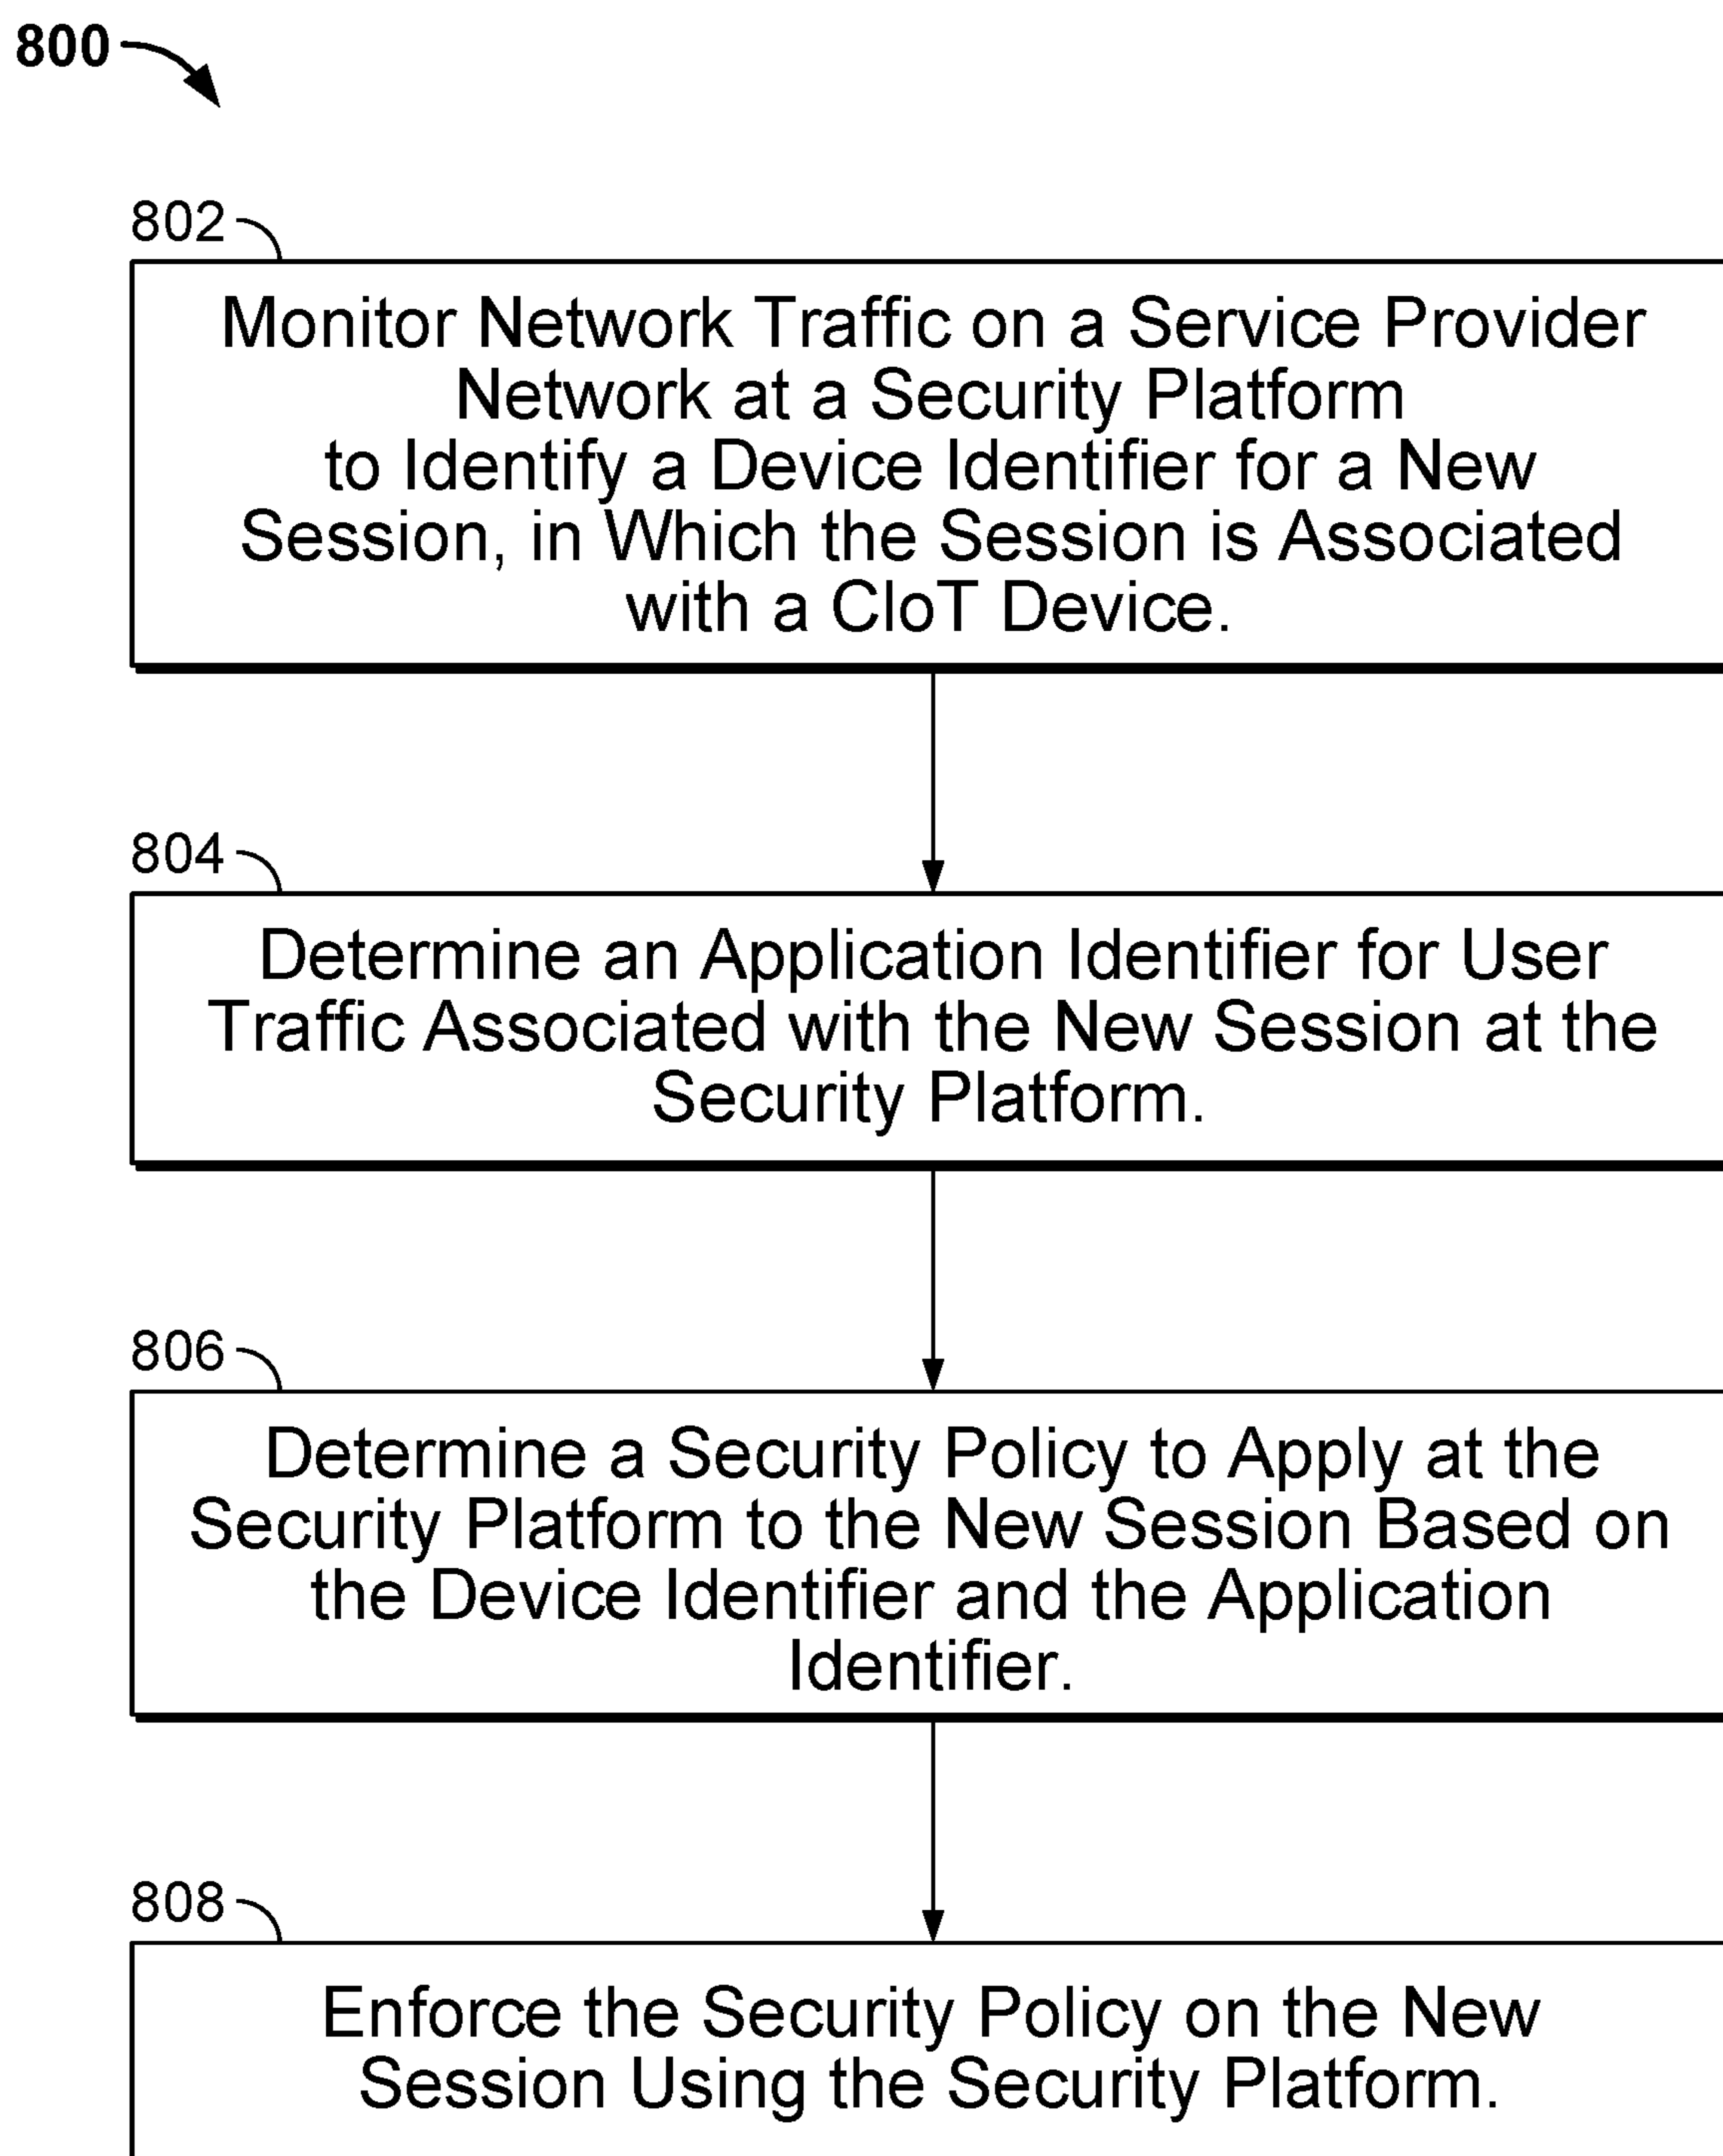 800
802
Monitor Network Traffic on a Service Provider
Network at a Security Platform
to Identify a Device Identifier for a New
Session, in Which the Session is Associated
with a CIoT Device.
804
Determine an Application Identifier for User
Traffic Associated with the New Session at the
Security Platform.
806
Determine a Security Policy to Apply at the
Security Platform to the New Session Based on
the Device Identifier and the Application
Identifier.
808
Enforce the Security Policy on the New
Session Using the Security Platform.